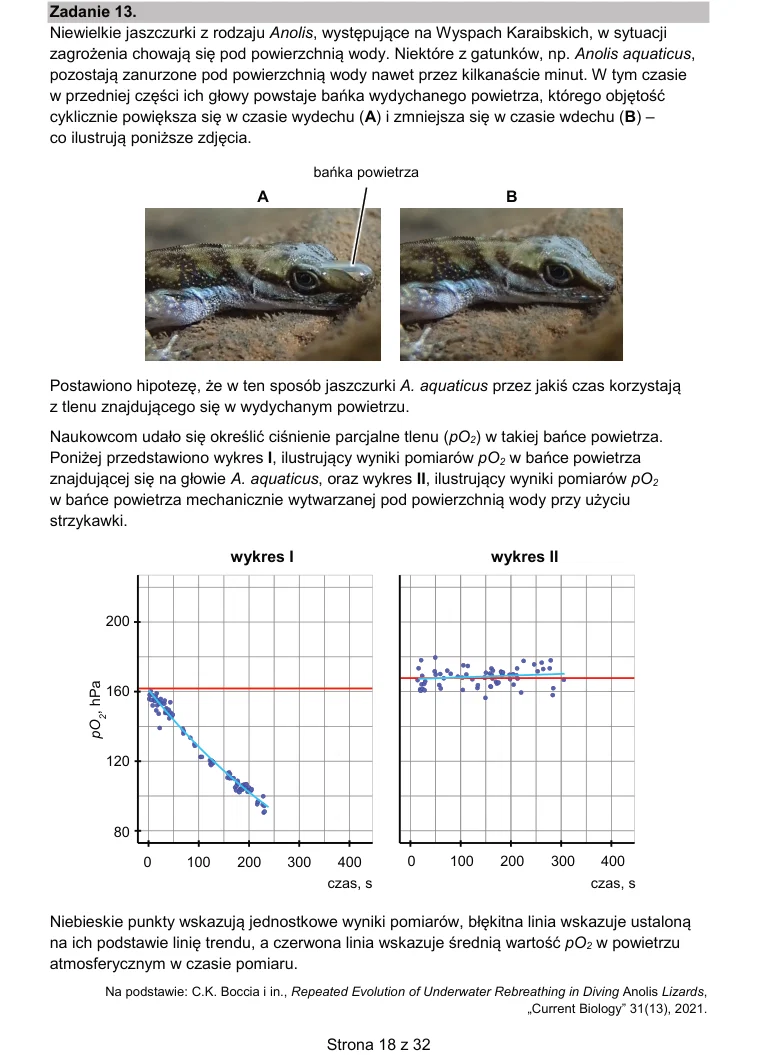 Zadanie 13.
Niewielkie jaszczurki z rodzaju Anolis, występujące na Wyspach Karaibskich, w sytuacji
zagrożenia chowają się pod powierzchnią wody. Niektóre z gatunków, np. Anolis aquaticus,
pozostają zanurzone pod powierzchnią wody nawet przez kilkanaście minut. W tym czasie
w przedniej części ich głowy powstaje bańka wydychanego powietrza, którego objętość
cyklicznie powiększa się w czasie wydechu (A) i zmniejsza się w czasie wdechu (B) –
co ilustrują poniższe zdjęcia.
bańka powietrza
A B
Postawiono hipotezę, że w ten sposób jaszczurki A. aquaticus przez jakiś czas korzystają
z tlenu znajdującego się w wydychanym powietrzu.
Naukowcom udało się określić ciśnienie parcjalne tlenu (pO₂) w takiej bańce powietrza.
Poniżej przedstawiono wykres I, ilustrujący wyniki pomiarów pO₂ w bańce powietrza
znajdującej się na głowie A. aquaticus, oraz wykres II, ilustrujący wyniki pomiarów pO₂
w bańce powietrza mechanicznie wytwarzanej pod powierzchnią wody przy użyciu
strzykawki.
wykres I wykres II
200
160
120
80
pO₂, hPa
0 100 200 300 400 0 100 200 300 400
czas, s czas, s
Niebieskie punkty wskazują jednostkowe wyniki pomiarów, błękitna linia wskazuje ustaloną
na ich podstawie linię trendu, a czerwona linia wskazuje średnią wartość pO₂ w powietrzu
atmosferycznym w czasie pomiaru.
Na podstawie: C.K. Boccia i in., Repeated Evolution of Underwater Rebreathing in Diving Anolis Lizards,
„Current Biology” 31(13), 2021.
Strona 18 z 32